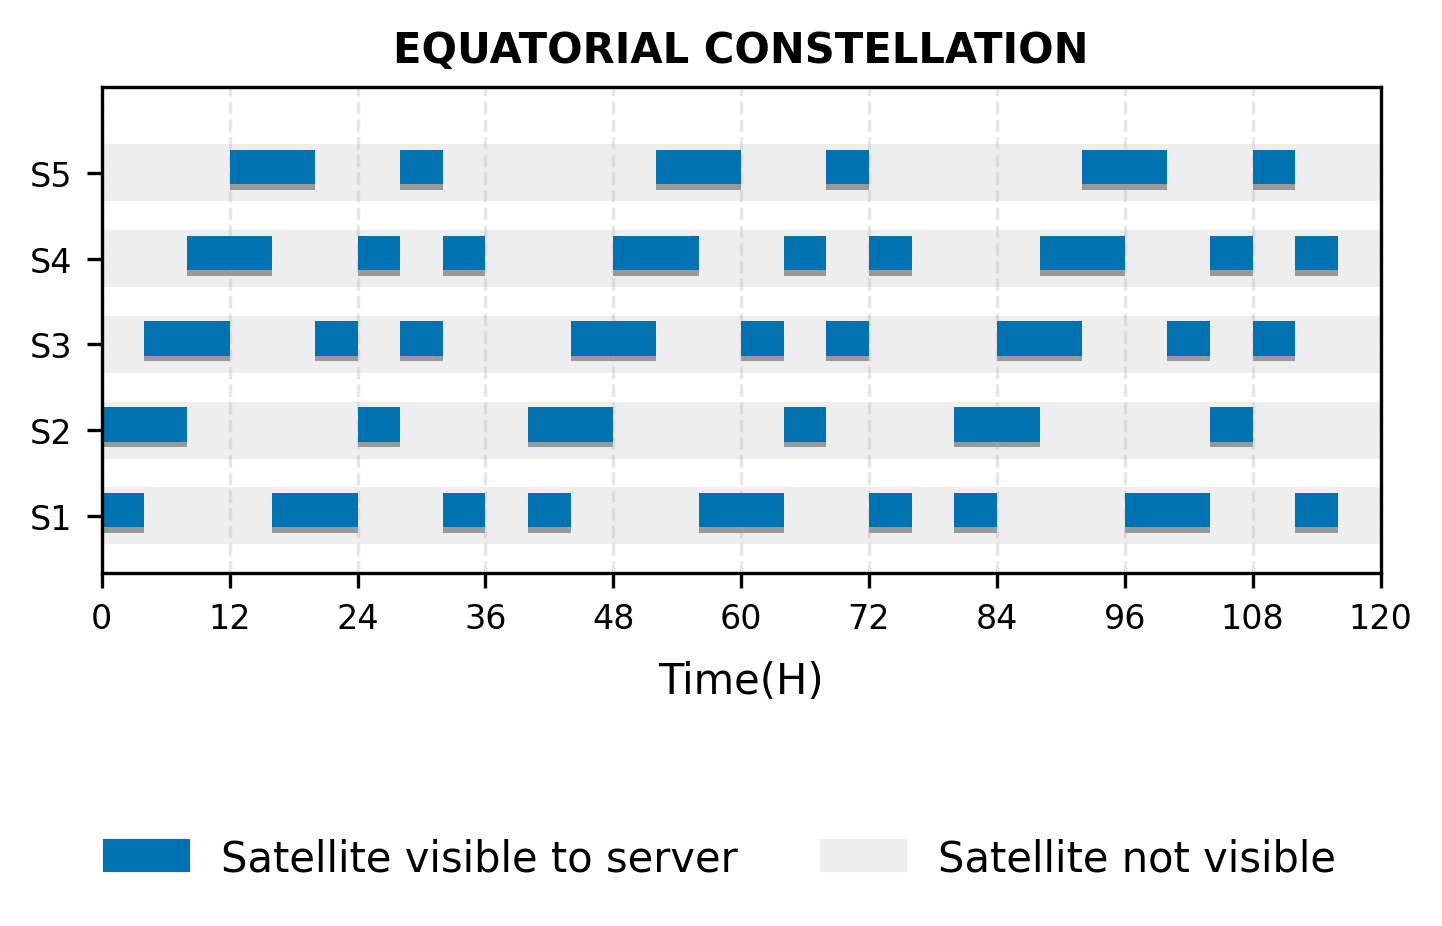 EQUATORIAL CONSTELLATION
S5
S4
S3
S2
S1
0 12 24 36 48 60 72 84 96 108 120
Time(H)
Satellite visible to server Satellite not visible